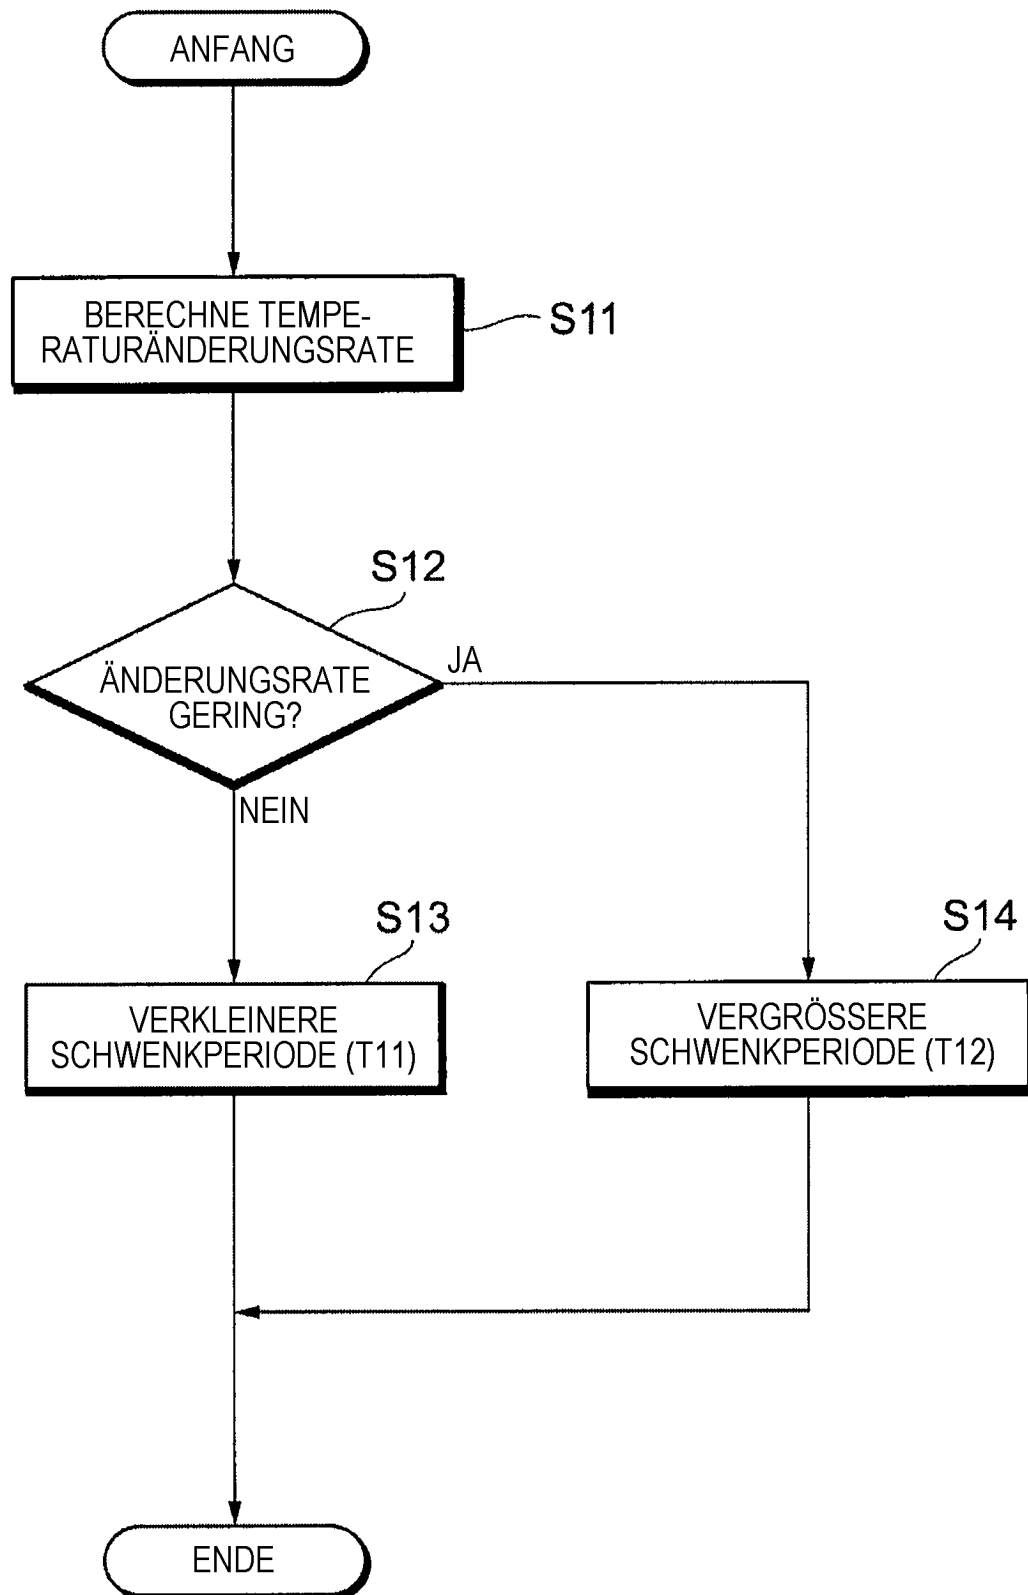 ANFANG
BERECHNE TEMPE-
RATURÄNDERUNGSRATE
S11
S12
ÄNDERUNGSRATE
GERING?
JA
NEIN
S13
VERKLEINERE
SCHWENKPERIODE (T11)
S14
VERGRÖSSERE
SCHWENKPERIODE (T12)
ENDE